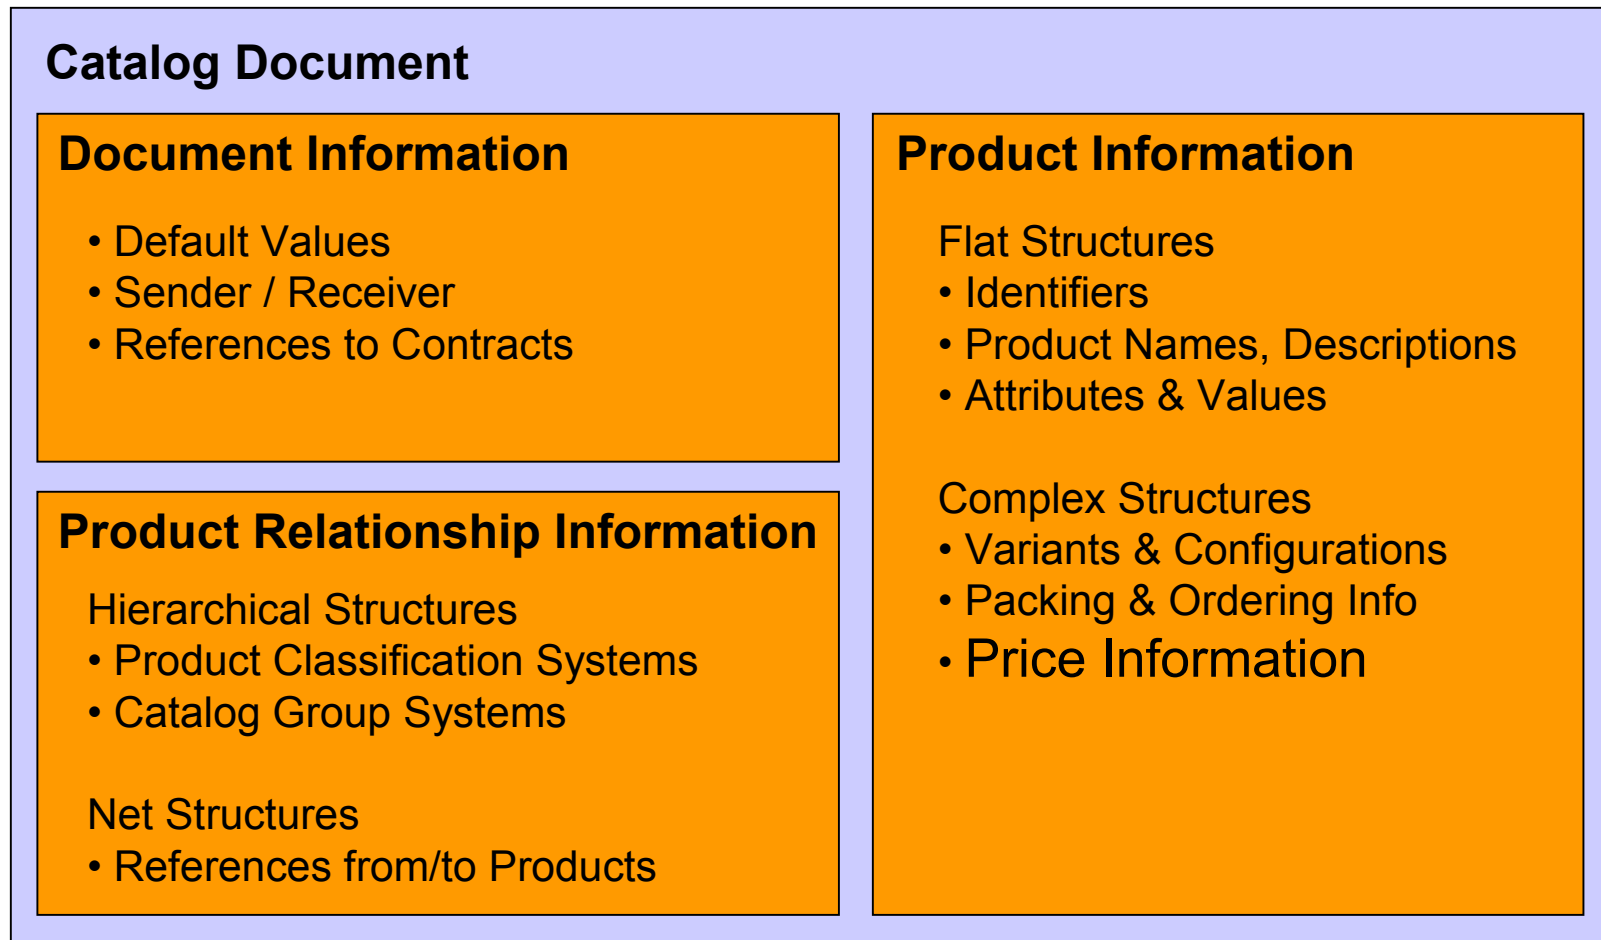 Catalog Document
Document Information
• Default Values
• Sender / Receiver
• References to Contracts
Product Relationship Information
Hierarchical Structures
• Product Classification Systems
• Catalog Group Systems
Net Structures
• References from/to Products
Product Information
Flat Structures
• Identifiers
• Product Names, Descriptions
• Attributes & Values
Complex Structures
• Variants & Configurations
• Packing & Ordering Info
• Price Information